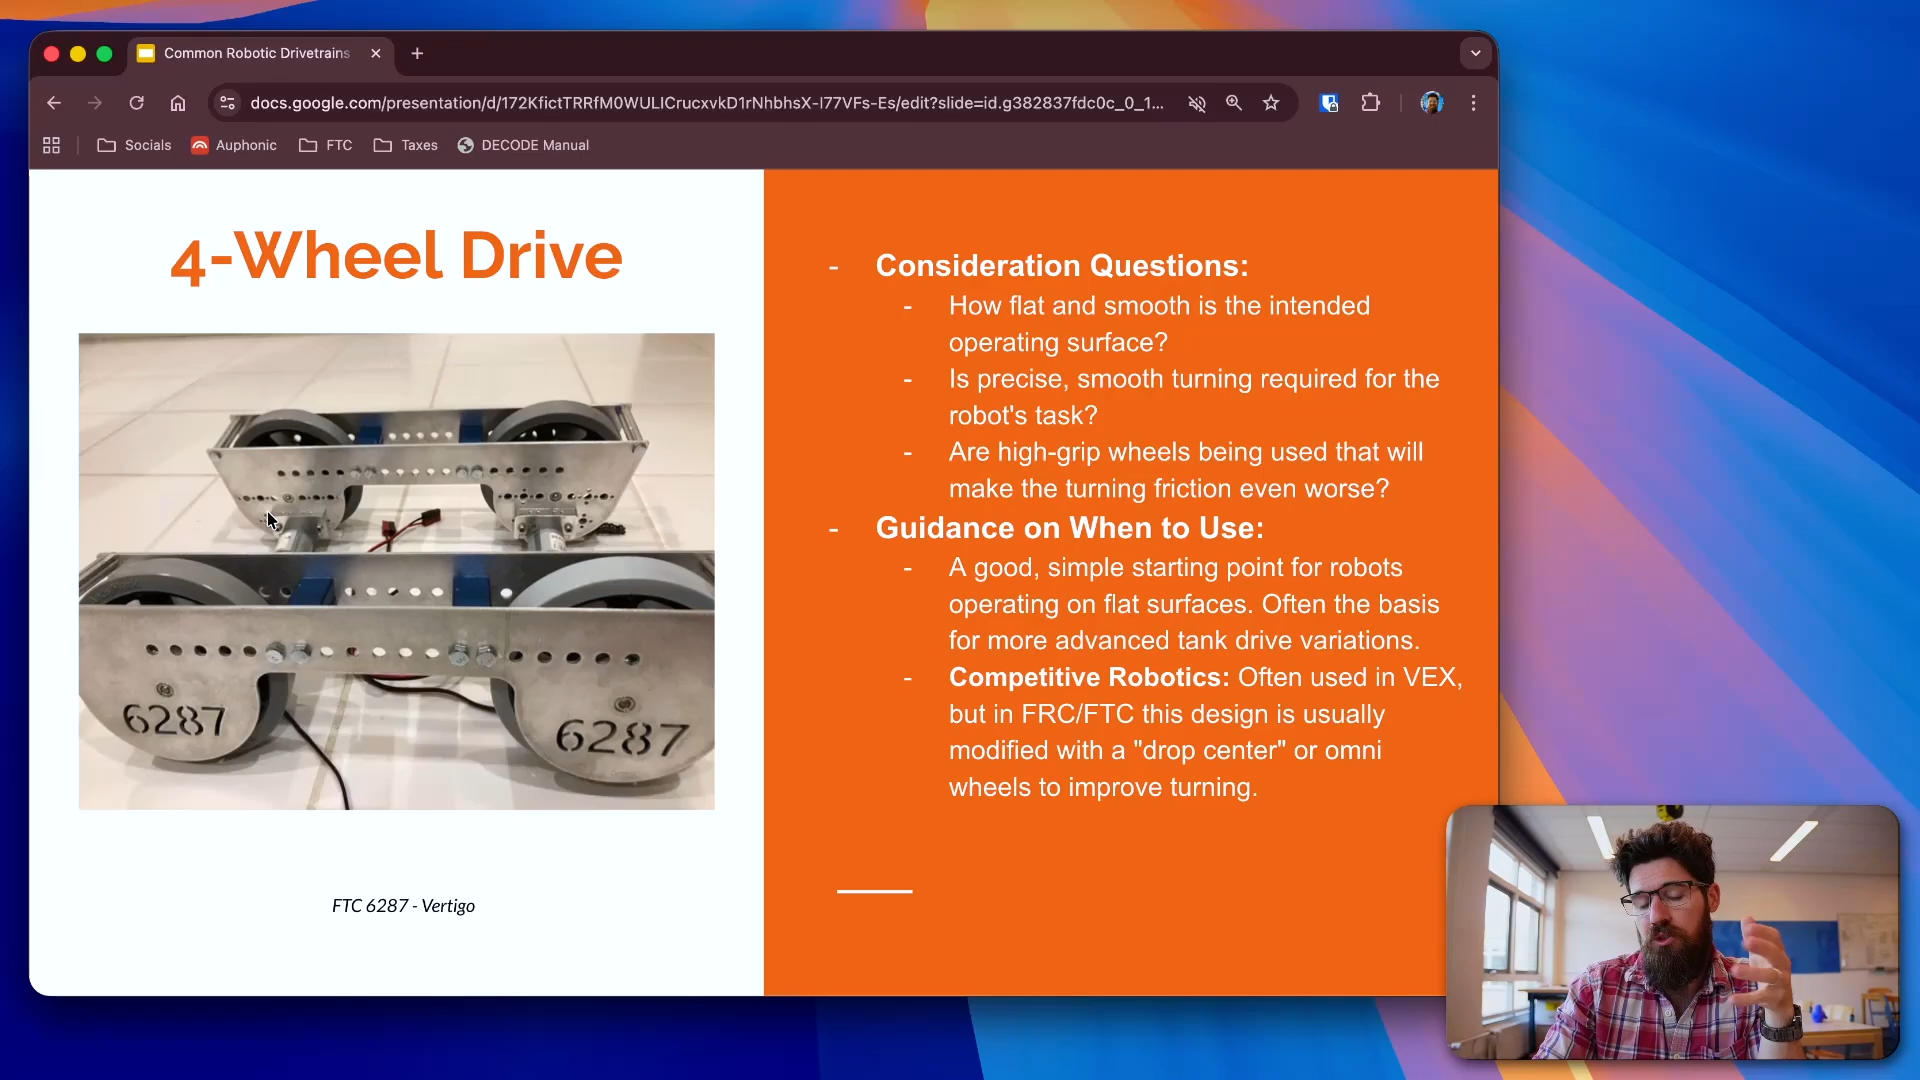 Common Robotic Drivetrains
docs.google.com/presentation/d/172KfictTRRfM0WULICrucxvkD1rNhbhsX-I77VFs-Es/edit?slide=id.g382837fdc0c_0_1...
Socials
Auphonic
FTC
Taxes
DECODE Manual
4-Wheel Drive
6287
6287
FTC 6287 - Vertigo
- Consideration Questions:
- How flat and smooth is the intended
operating surface?
- Is precise, smooth turning required for the
robot's task?
- Are high-grip wheels being used that will
make the turning friction even worse?
- Guidance on When to Use:
- A good, simple starting point for robots
operating on flat surfaces. Often the basis
for more advanced tank drive variations.
- Competitive Robotics: Often used in VEX,
but in FRC/FTC this design is usually
modified with a "drop center" or omni
wheels to improve turning.